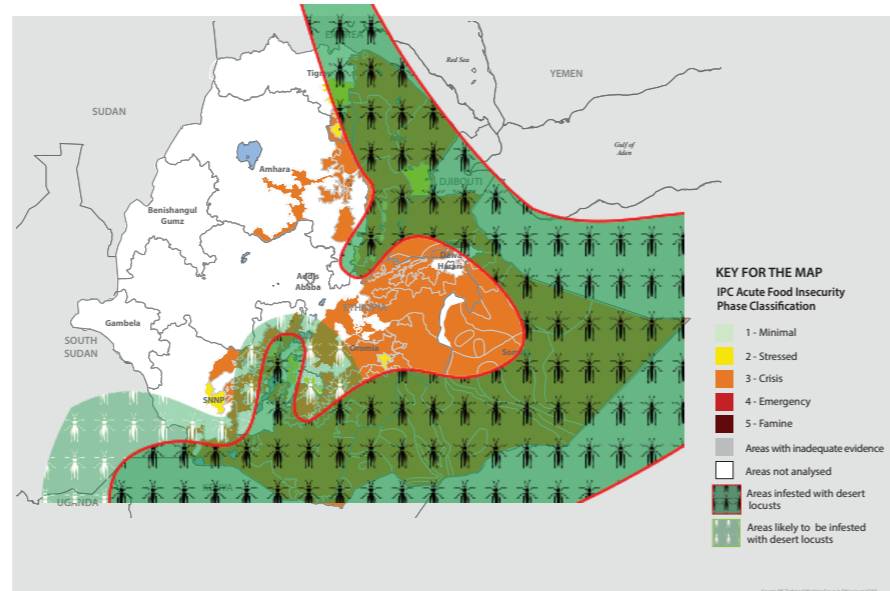 ERITREA
Red Sea
YEMEN
Tigray
SUDAN
Afar
Gulf of
Aden
Amhara
DJIBOUTI
Benishangul
Gumz
Dire
Harari
Addis
Ababa
ETHIOPIA
Gambela
SOUTH
SUDAN
Oromia
SNNP
KENYA
UGANDA
KEY FOR THE MAP
IPC Acute Food Insecurity
Phase Classification
1 - Minimal
2 - Stressed
3 - Crisis
4 - Emergency
5 - Famine
Areas with inadequate evidence
Areas not analysed
Areas infested with desert
locusts
Areas likely to be infested
with desert locusts